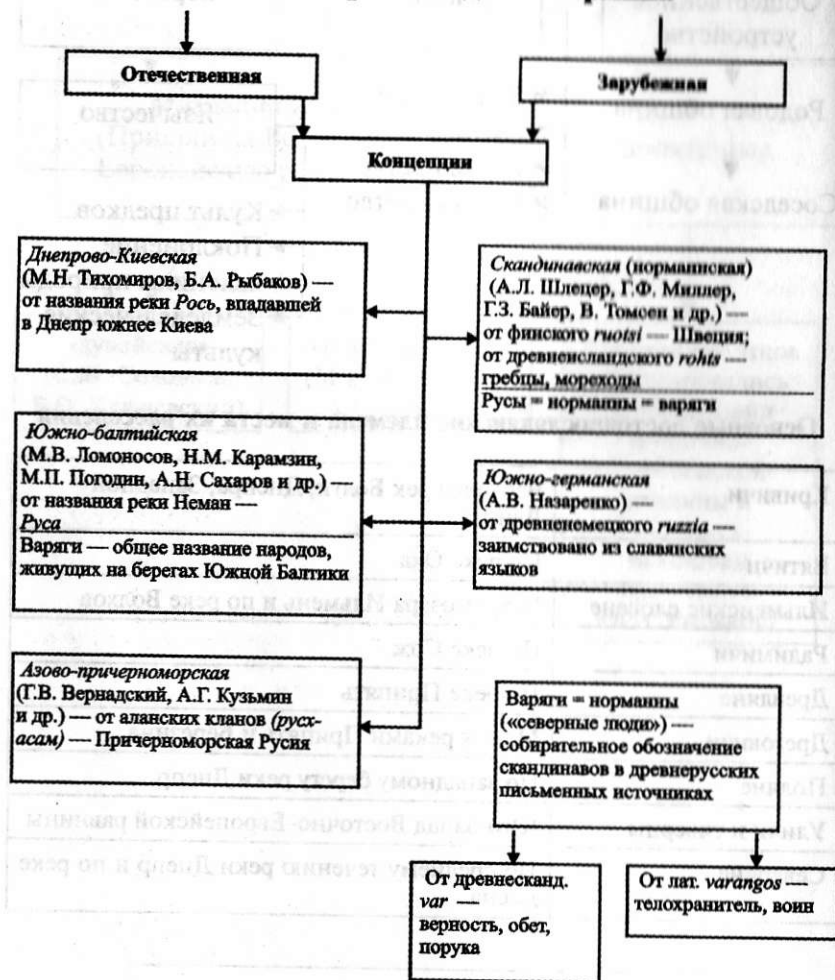 Отечественная
Зарубежная
Концепции
Днепрово-Киевская
(М.Н. Тихомиров, Б.А. Рыбаков) —
от названия реки Рось, впадавшей
в Днепр южнее Киева
Скандинавская (норманнская)
(А.Л. Шлецер, Г.Ф. Миллер,
Г.З. Байер, В. Томсен и др.) —
от финского ruotsi — Швеция;
от древнеисландского rohts —
гребцы, мореходы
Русы = норманны = варяги
Южно-балтийская
(М.В. Ломоносов, Н.М. Карамзин,
М.П. Погодин, А.Н. Сахаров и др.) —
от названия реки Неман —
Руса
Варяги — общее название народов,
живущих на берегах Южной Балтики
Южно-германская
(А.В. Назаренко) —
от древненемецкого ruzzia —
заимствовано из славянских
языков
Азово-причерноморская
(Г.В. Вернадский, А.Г. Кузьмин
и др.) — от аланских кланов (русх-
асам) — Причерноморская Русия
Варяги = норманны
(«северные люди») —
собирательное обозначение
скандинавов в древнерусских
письменных источниках
От древнесканд.
var —
верность, обет,
порука
От лат. varangos —
телохранитель, воин